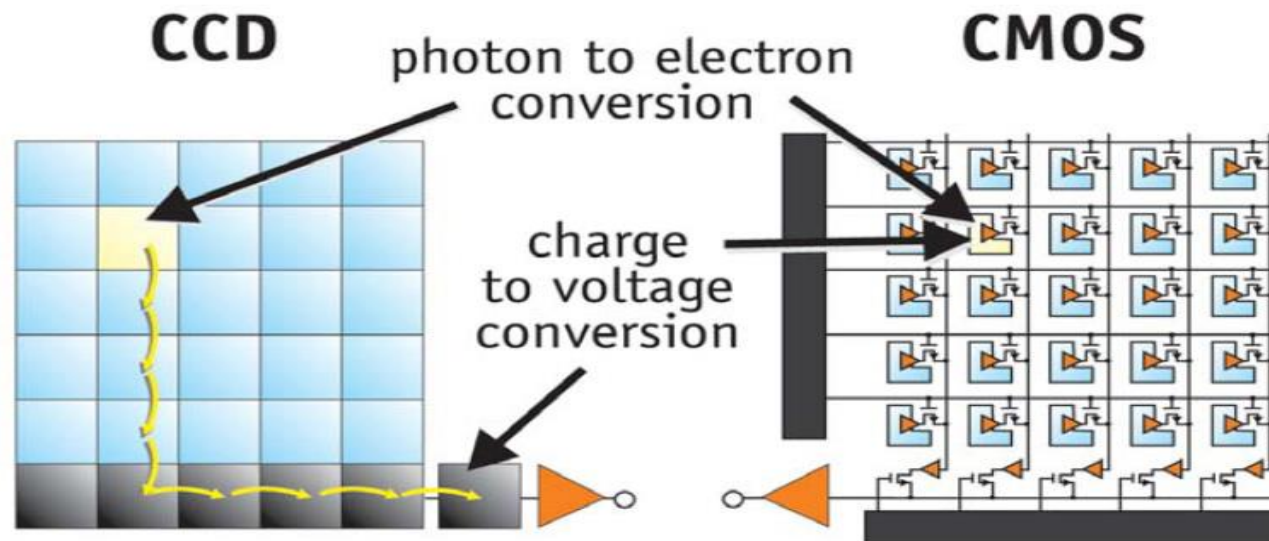 CCD
CMOS
photon to electron
conversion
charge
to voltage
conversion